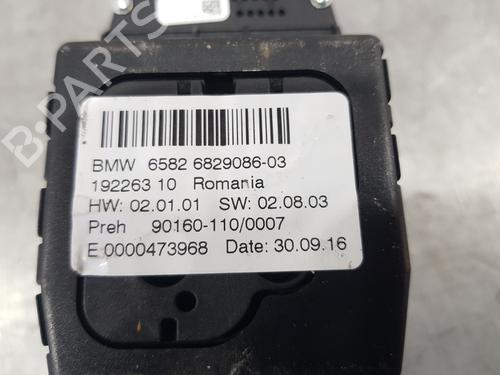 BMW 6582 6829086-03
192263 10 Romania
HW: 02.01.01 SW: 02.08.03
Preh 90160-110/0007
E 0000473968 Date: 30.09.16
B-PARTS